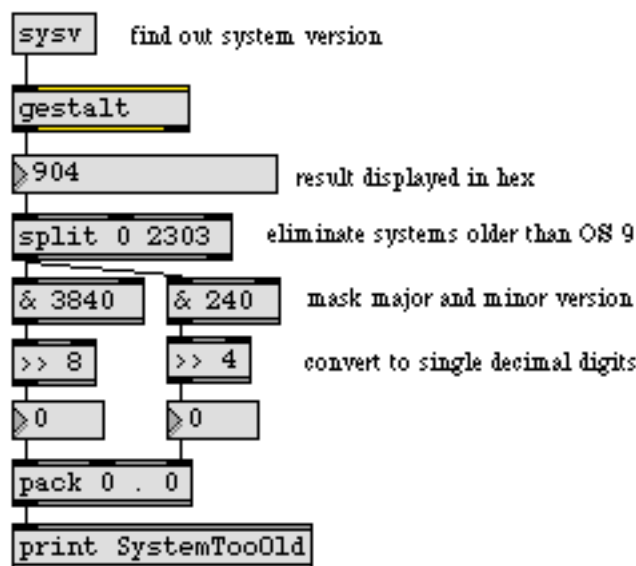 sysv find out system version
gestalt
904 result displayed in hex
split 0 2303 eliminate systems older than OS 9
& 3840 & 240 mask major and minor version
>> 8 >> 4 convert to single decimal digits
0 0
pack 0 . 0
print SystemTooOld